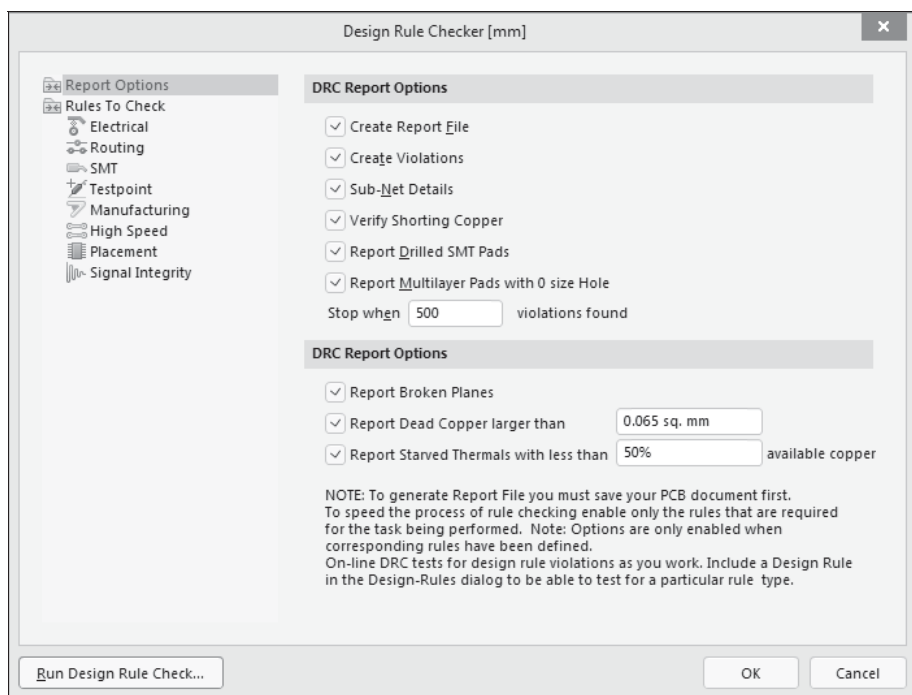 Design Rule Checker [mm]
Report Options
Rules To Check
Electrical
Routing
SMT
Testpoint
Manufacturing
High Speed
Placement
Signal Integrity
DRC Report Options
Create Report File
Create Violations
Sub-Net Details
Verify Shorting Copper
Report Drilled SMT Pads
Report Multilayer Pads with 0 size Hole
Stop when 500 violations found
DRC Report Options
Report Broken Planes
Report Dead Copper larger than 0.065 sq. mm
Report Starved Thermals with less than 50% available copper
NOTE: To generate Report File you must save your PCB document first.
To speed the process of rule checking enable only the rules that are required
for the task being performed. Note: Options are only enabled when
corresponding rules have been defined.
On-line DRC tests for design rule violations as you work. Include a Design Rule
in the Design-Rules dialog to be able to test for a particular rule type.
Run Design Rule Check...
OK
Cancel